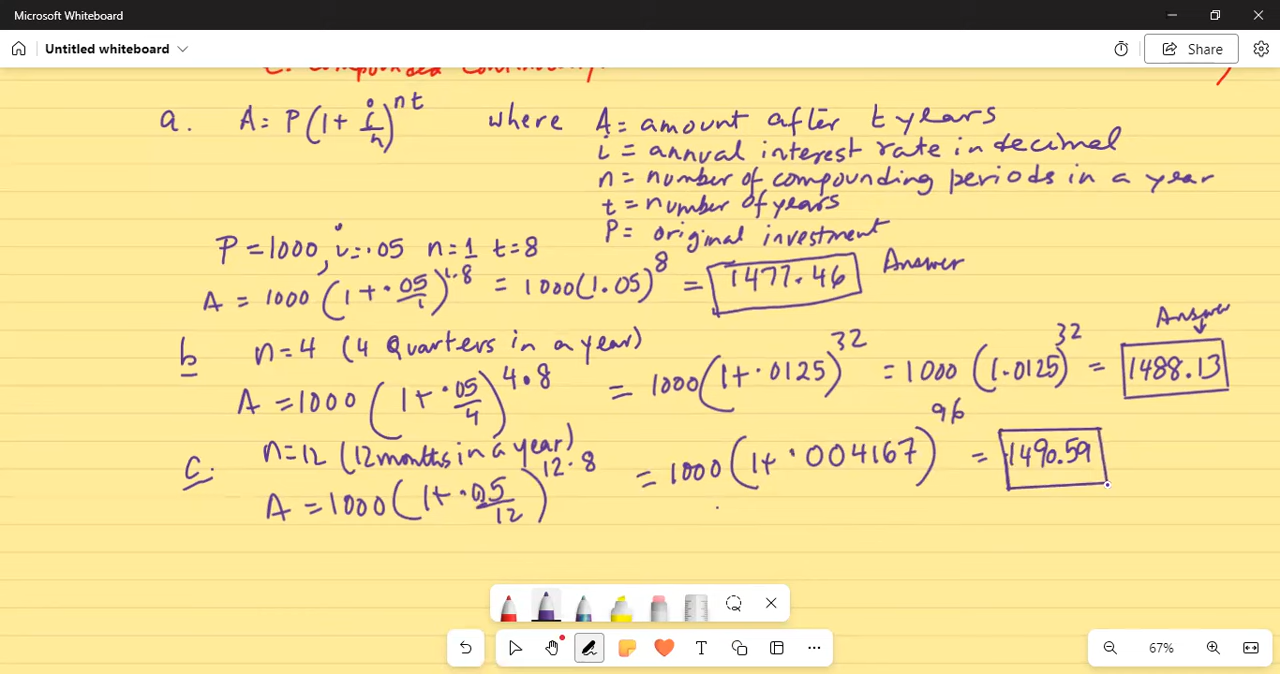 Microsoft Whiteboard
Untitled whiteboard
Share
c. Compounded Continuously.
a. A = P(1 + i/n)^nt where A = amount after t years
i = annual interest rate in decimal
n = number of compounding periods in a year
t = number of years
P = original investment
P = 1000, i = .05 n = 1 t = 8
A = 1000 (1 + .05/1)^1.8 = 1000(1.05)^8 = 1477.46 Answer
b n = 4 (4 Quarters in a year)
Answer
A = 1000 (1 + .05/4)^4.8 = 1000(1+.0125)^32 = 1000 (1.0125)^32 = 1488.13
c. n = 12 (12 months in a year)
A = 1000 (1 + .05/12)^12.8 = 1000 (1 + .004167)^96 = 1490.59
T
67%